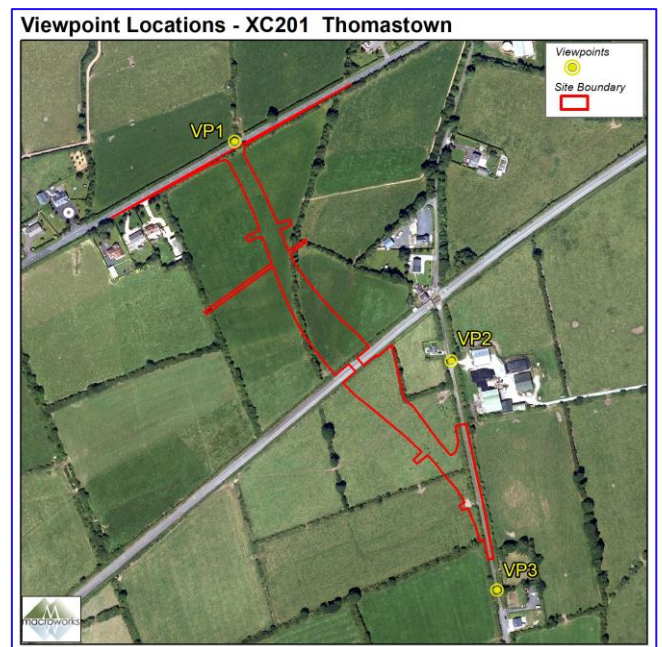 Viewpoint Locations - XC201 Thomastown
Viewpoints
Site Boundary
VP1
VP2
VP3
macroworks